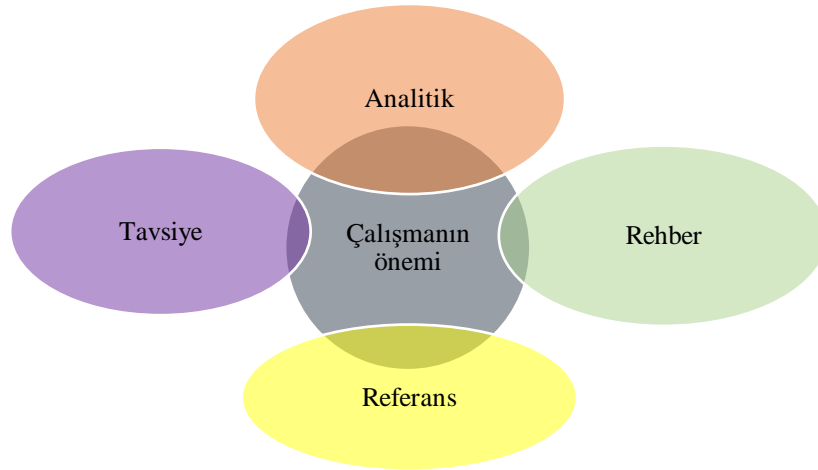 Analitik
Tavsiye
Çalışmanın
önemi
Rehber
Referans